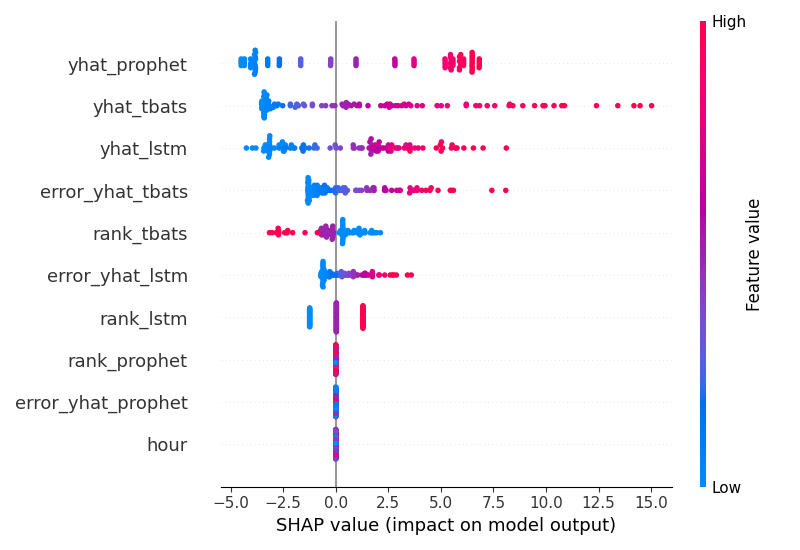 High
yhat_prophet
yhat_tbats
yhat_lstm
error_yhat_tbats
rank_tbats
error_yhat_lstm
rank_lstm
rank_prophet
error_yhat_prophet
hour
Feature value
Low
−5.0 −2.5 0.0 2.5 5.0 7.5 10.0 12.5 15.0
SHAP value (impact on model output)